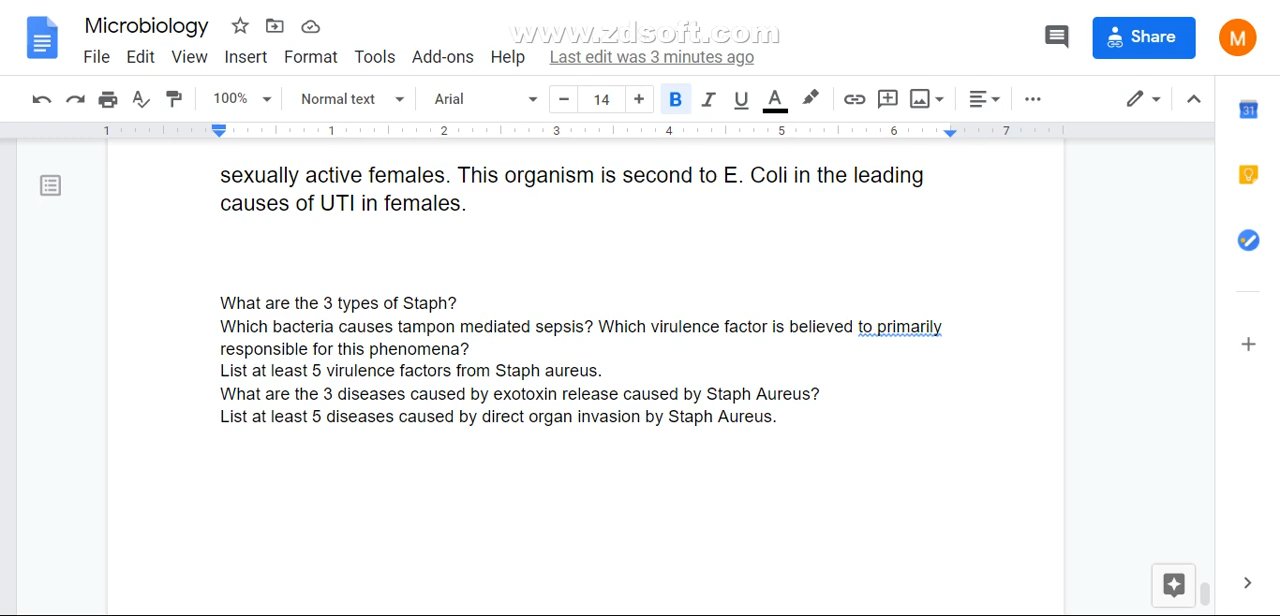 Microbiology
www.zdsoft.com
Share
M
File Edit View Insert Format Tools Add-ons Help Last edit was 3 minutes ago
100% Normal text Arial − 14 + B I U A
1 1 2 3 4 5 6 7
31
sexually active females. This organism is second to E. Coli in the leading
causes of UTI in females.
What are the 3 types of Staph?
Which bacteria causes tampon mediated sepsis? Which virulence factor is believed to primarily
responsible for this phenomena?
List at least 5 virulence factors from Staph aureus.
What are the 3 diseases caused by exotoxin release caused by Staph Aureus?
List at least 5 diseases caused by direct organ invasion by Staph Aureus.